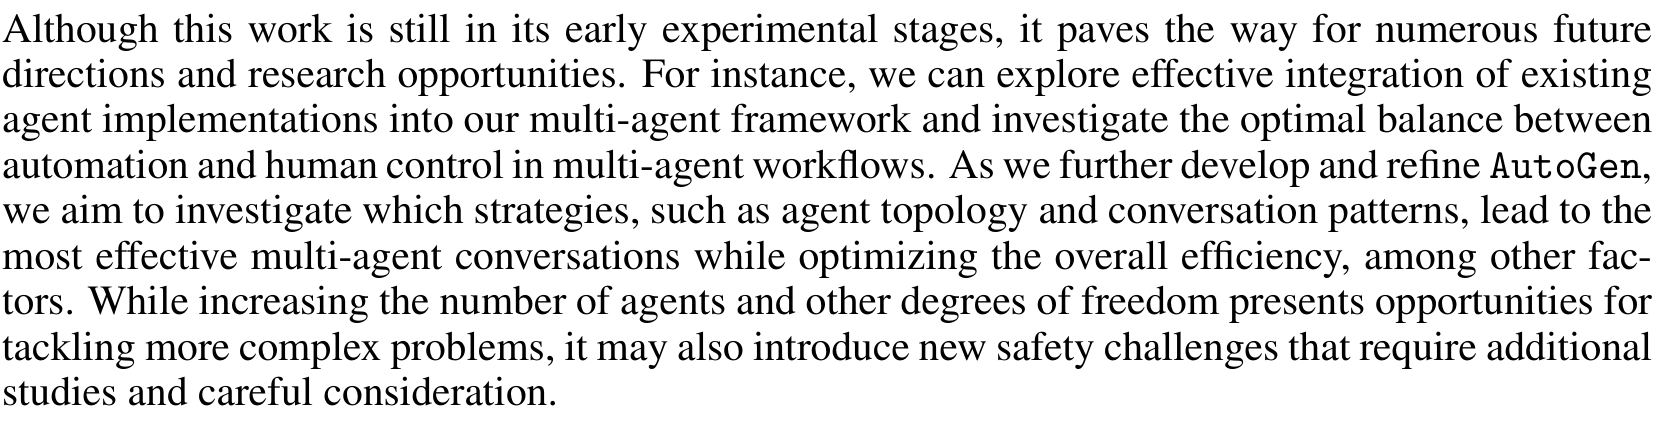 Although this work is still in its early experimental stages, it paves the way for numerous future
directions and research opportunities. For instance, we can explore effective integration of existing
agent implementations into our multi-agent framework and investigate the optimal balance between
automation and human control in multi-agent workflows. As we further develop and refine AutoGen,
we aim to investigate which strategies, such as agent topology and conversation patterns, lead to the
most effective multi-agent conversations while optimizing the overall efficiency, among other fac-
tors. While increasing the number of agents and other degrees of freedom presents opportunities for
tackling more complex problems, it may also introduce new safety challenges that require additional
studies and careful consideration.